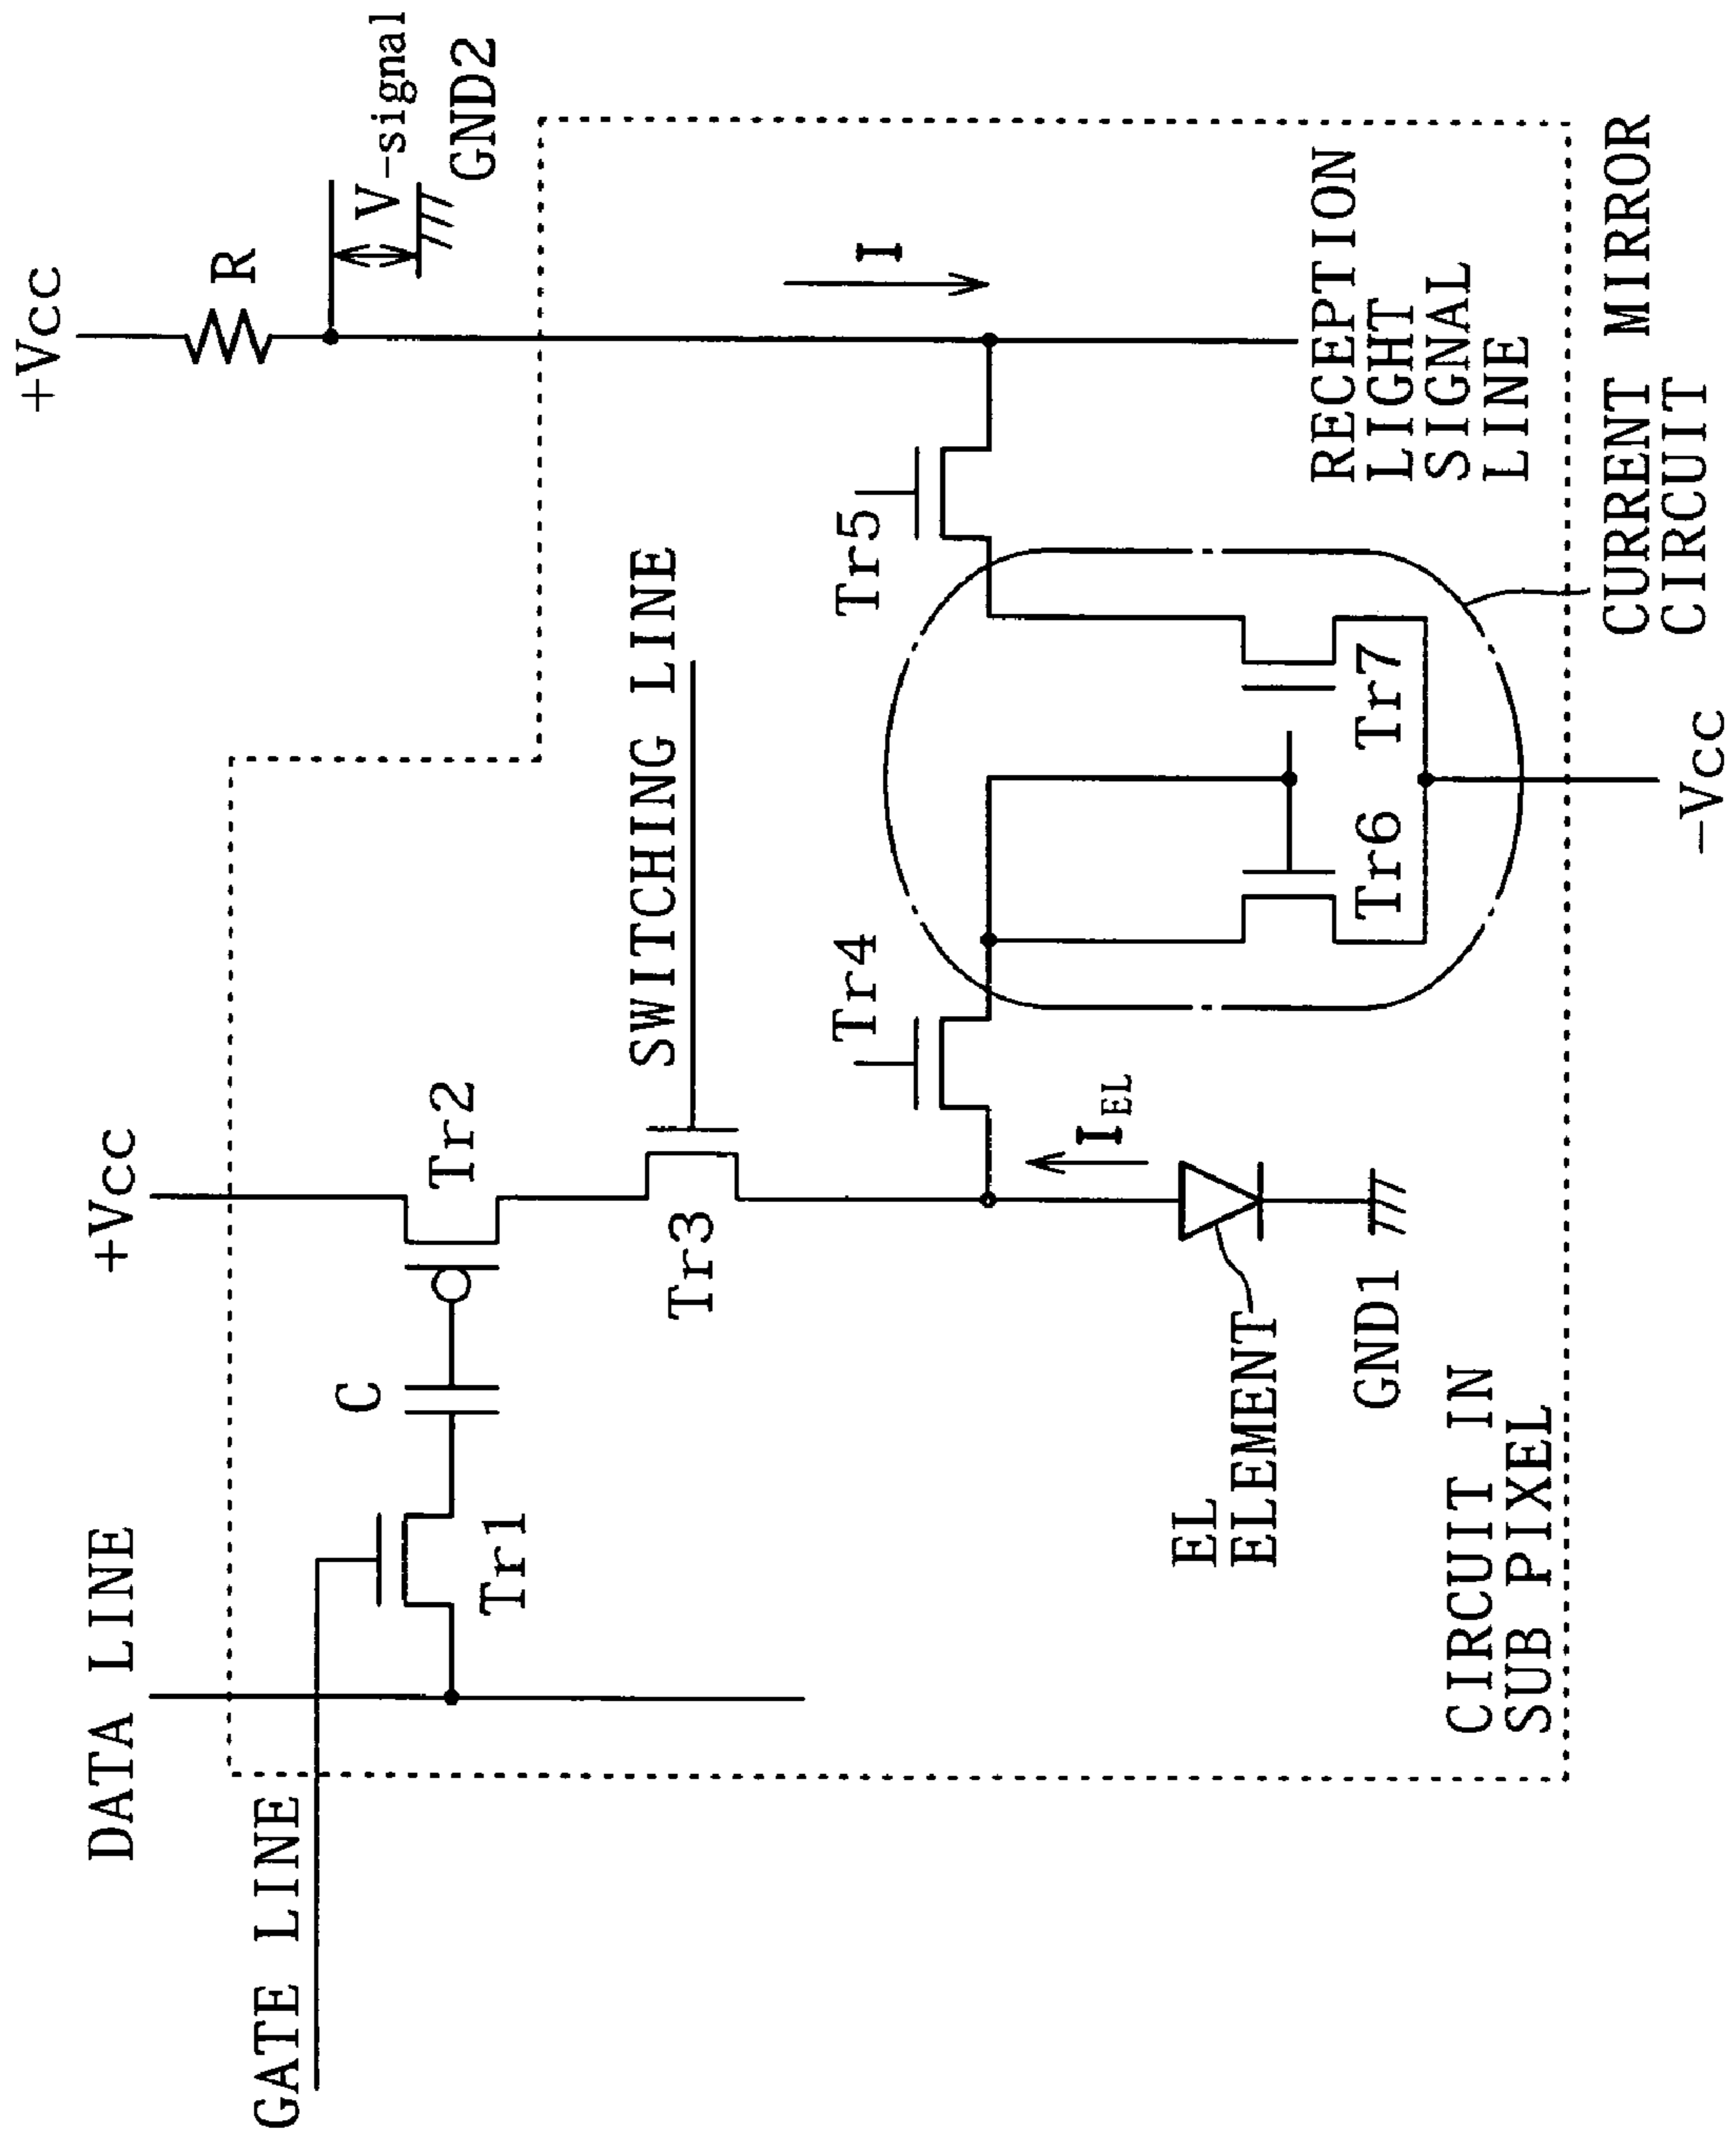 +Vcc
R
V-signal
GND2
DATA LINE
+Vcc
GATE LINE
C
Tr1
Tr2
SWITCHING LINE
Tr3
I
Tr4
Tr5
IEL
EL
ELEMENT
GND1
Tr6
Tr7
RECEPTION
LIGHT
SIGNAL
LINE
CIRCUIT IN
SUB PIXEL
CURRENT MIRROR
CIRCUIT
-Vcc